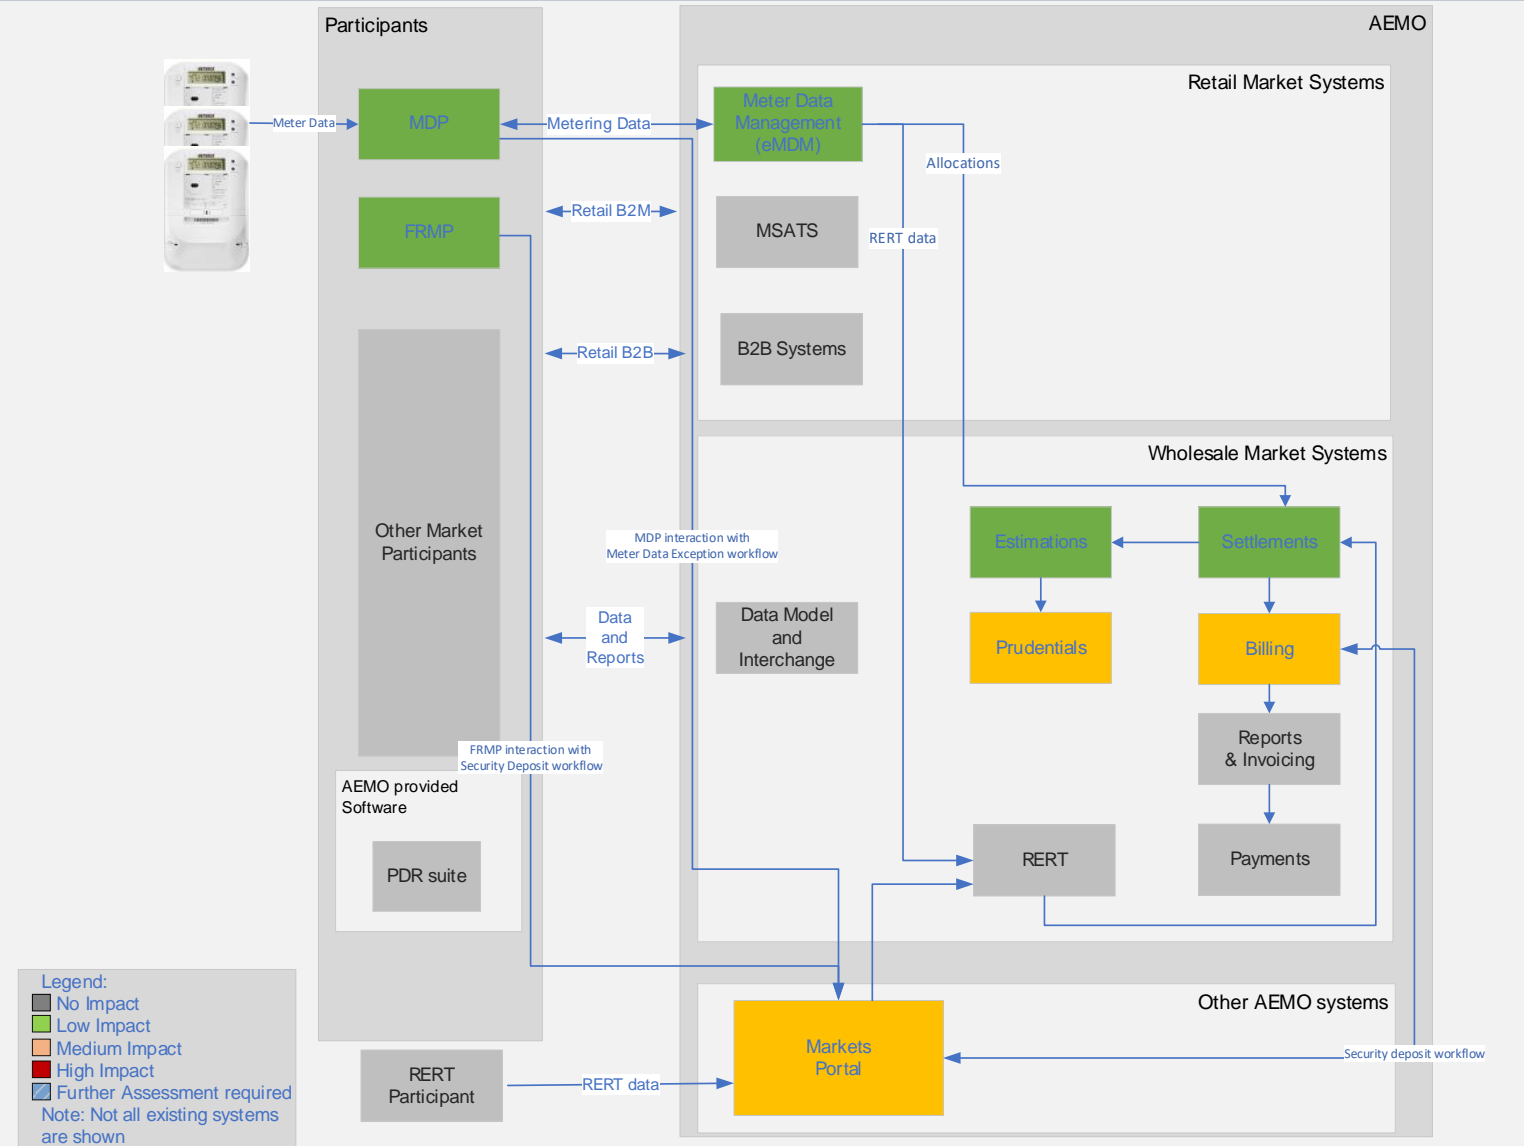 Participants
AEMO
Retail Market Systems
Meter Data
MDP
Metering Data
Meter Data
Management
(eMDM)
Allocations
FRMP
Retail B2M
MSATS
RERT data
Retail B2B
B2B Systems
Wholesale Market Systems
Other Market
Participants
MDP interaction with
Meter Data Exception workflow
Estimations
Settlements
Data
and
Reports
Data Model
and
Interchange
Prudentials
Billing
FRMP interaction with
Security Deposit workflow
Reports
& Invoicing
AEMO provided
Software
PDR suite
RERT
Payments
Legend:
No Impact
Low Impact
Medium Impact
High Impact
Further Assessment required
Note: Not all existing systems
are shown
Other AEMO systems
Markets
Portal
Security deposit workflow
RERT
Participant
RERT data